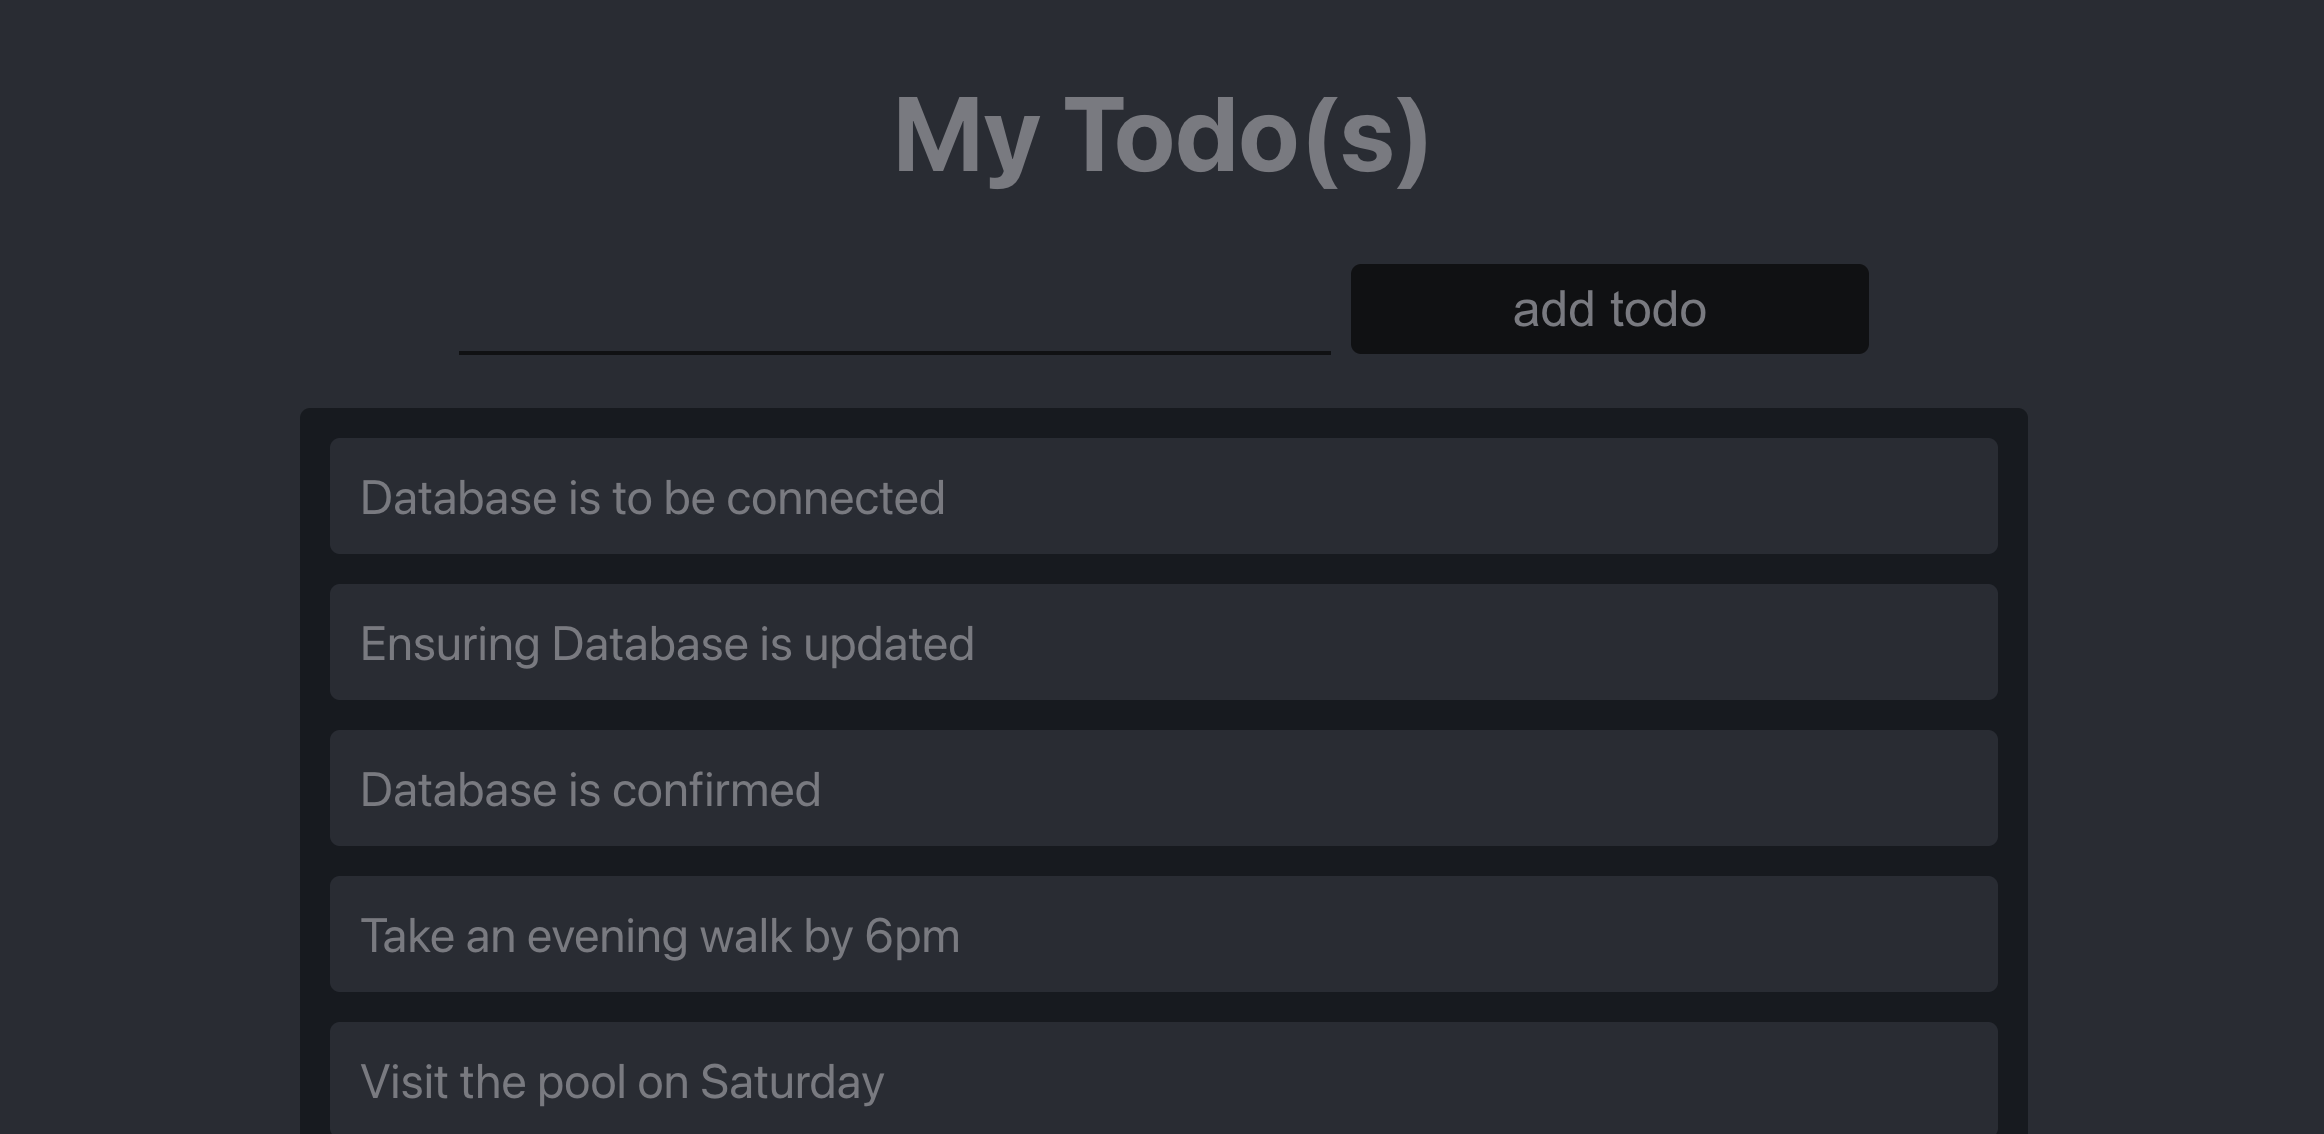 My Todo(s)
add todo
Database is to be connected
Ensuring Database is updated
Database is confirmed
Take an evening walk by 6pm
Visit the pool on Saturday